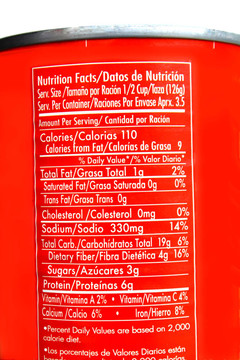 Nutrition Facts/Datos de Nutrición
Serv. Size/Tamaño por Ración 1/2 Cup/Taza (126g)
Serv. Per Container/Raciones Por Envase Aprx. 3.5
Amount Per Serving/ Cantidad por Ración
Calories/Calorías 110
Calories from Fat/Calorías de Grasa 9
% Daily Value*/% Valor Diario*
Total Fat/Grasa Total 1g 2%
Saturated Fat/Grasa Saturada 0g 0%
Trans Fat/Grasa Trans 0g
Cholesterol /Colesterol 0mg 0%
Sodium/Sodio 330mg 14%
Total Carb./Carbohidratos Total 19g 6%
Dietary Fiber/Fibra Dietética 4g 16%
Sugars/Azúcares 3g
Protein/Proteínas 6g
Vitamin/Vitamina A 2% • Vitamin/Vitamina C 4%
Calcium /Calcio 6% • Iron/Hierro 8%
*Percent Daily Values are based on 2,000
calorie diet.
*Los porcentajes de Valores Diarios están